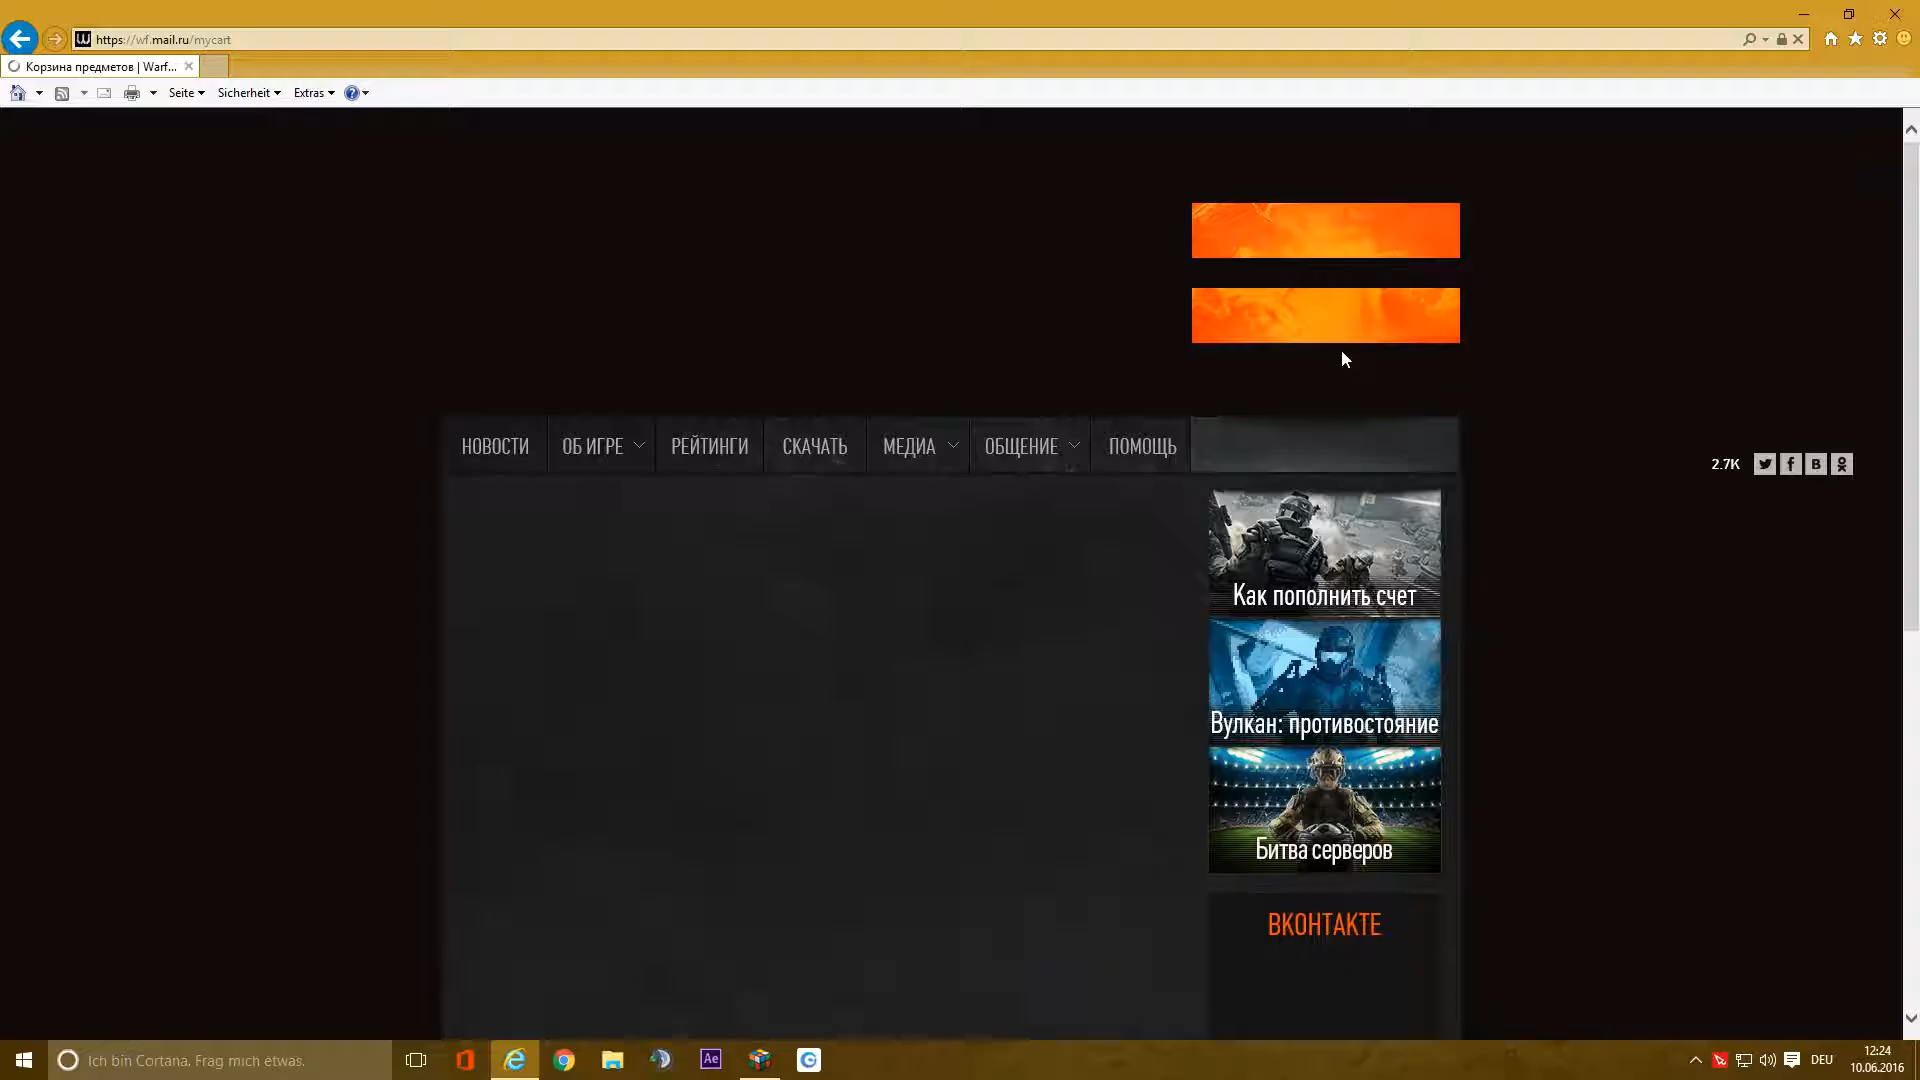 https://wf.mail.ru/mycart
Корзина предметов | Warf...
Seite
Sicherheit
Extras
НОВОСТИ
ОБ ИГРЕ
РЕЙТИНГИ
СКАЧАТЬ
МЕДИА
ОБЩЕНИЕ
ПОМОЩЬ
2.7K
Как пополнить счет
Вулкан: противостояние
Битва серверов
ВКОНТАКТЕ
Ich bin Cortana. Frag mich etwas.
Ae
DEU
12:24
10.06.2016